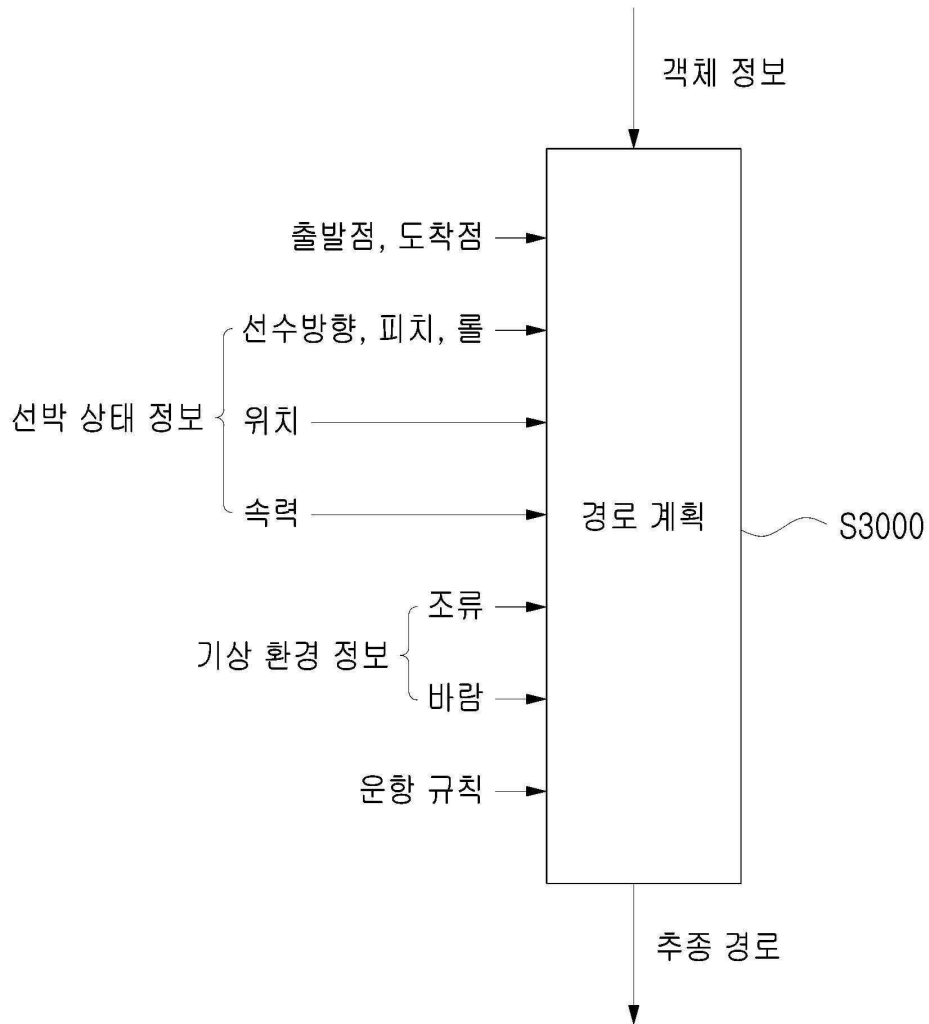 객체 정보
출발점, 도착점
선수방향, 피치, 롤
선박 상태 정보
위치
속력
경로 계획
S3000
조류
기상 환경 정보
바람
운항 규칙
추종 경로